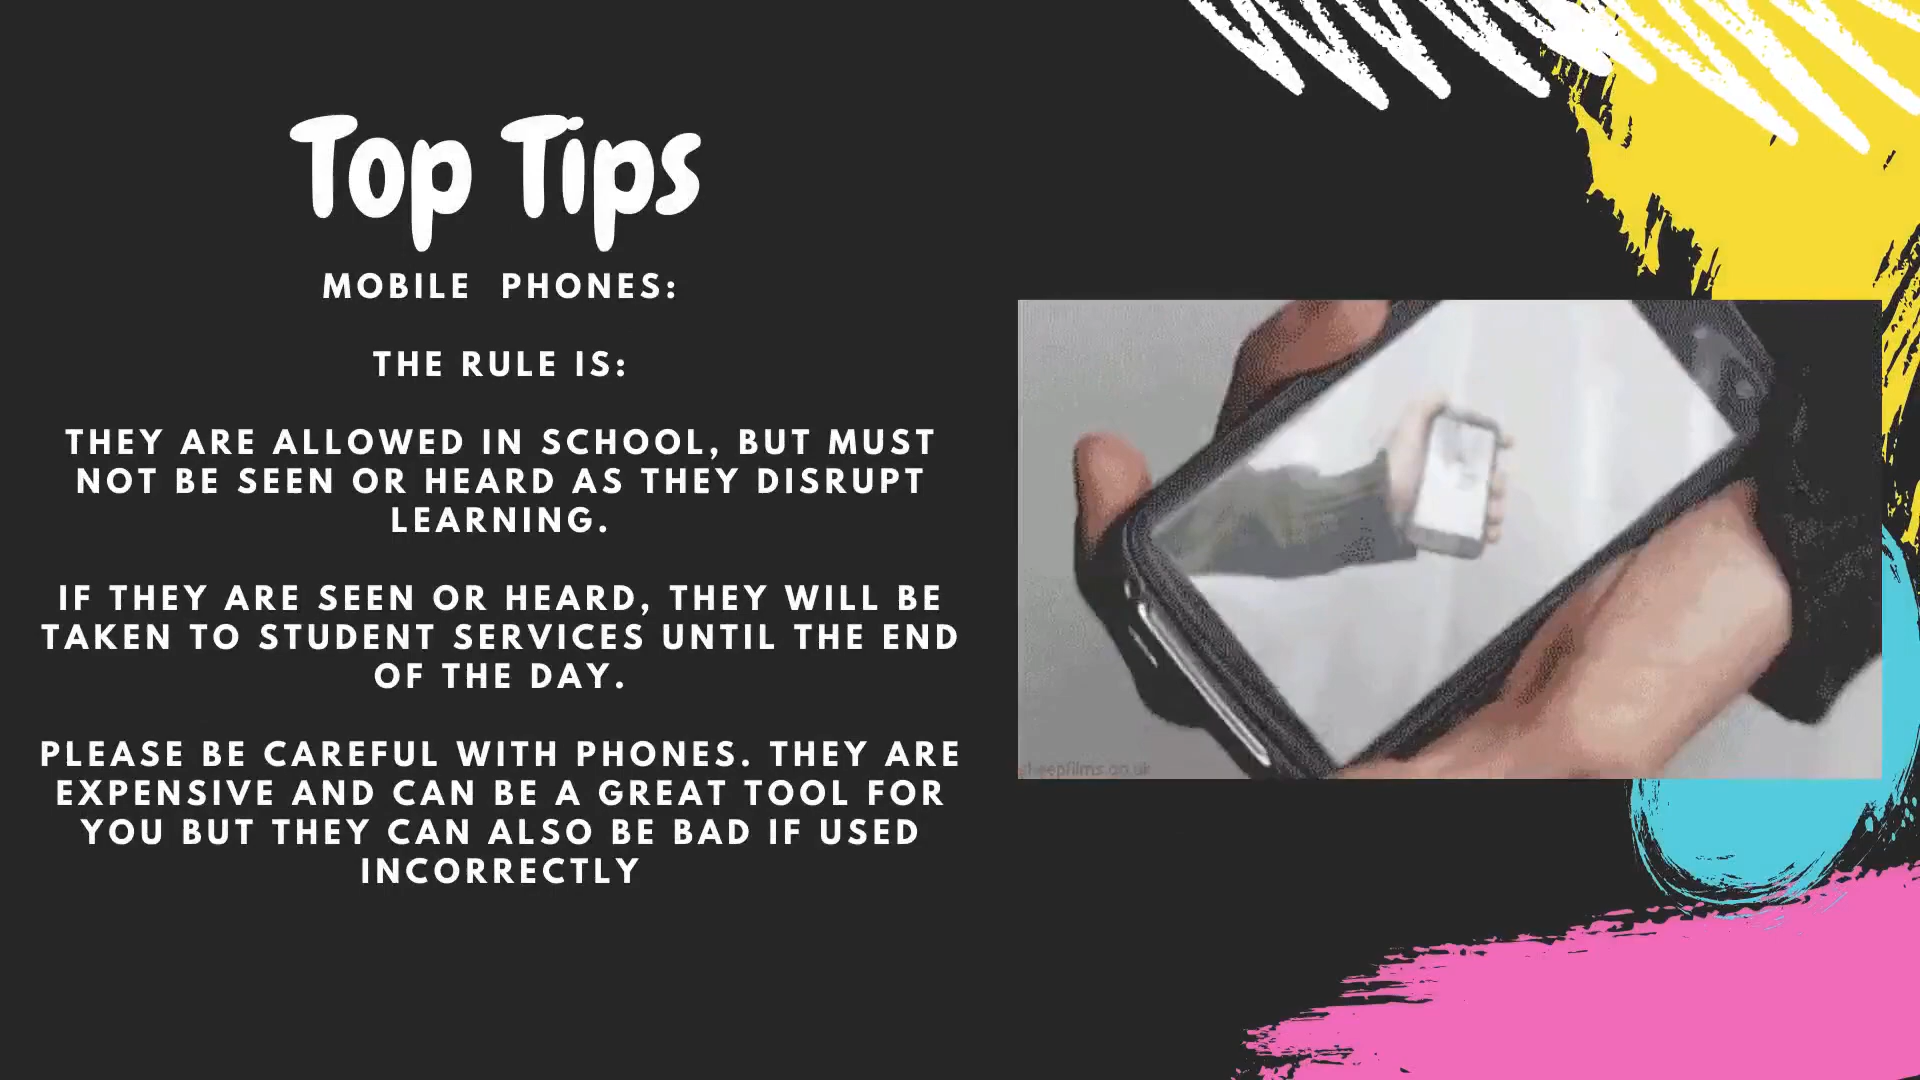 Top Tips
MOBILE PHONES:
THE RULE IS:
THEY ARE ALLOWED IN SCHOOL, BUT MUST
NOT BE SEEN OR HEARD AS THEY DISRUPT
LEARNING.
IF THEY ARE SEEN OR HEARD, THEY WILL BE
TAKEN TO STUDENT SERVICES UNTIL THE END
OF THE DAY.
PLEASE BE CAREFUL WITH PHONES. THEY ARE
EXPENSIVE AND CAN BE A GREAT TOOL FOR
YOU BUT THEY CAN ALSO BE BAD IF USED
INCORRECTLY